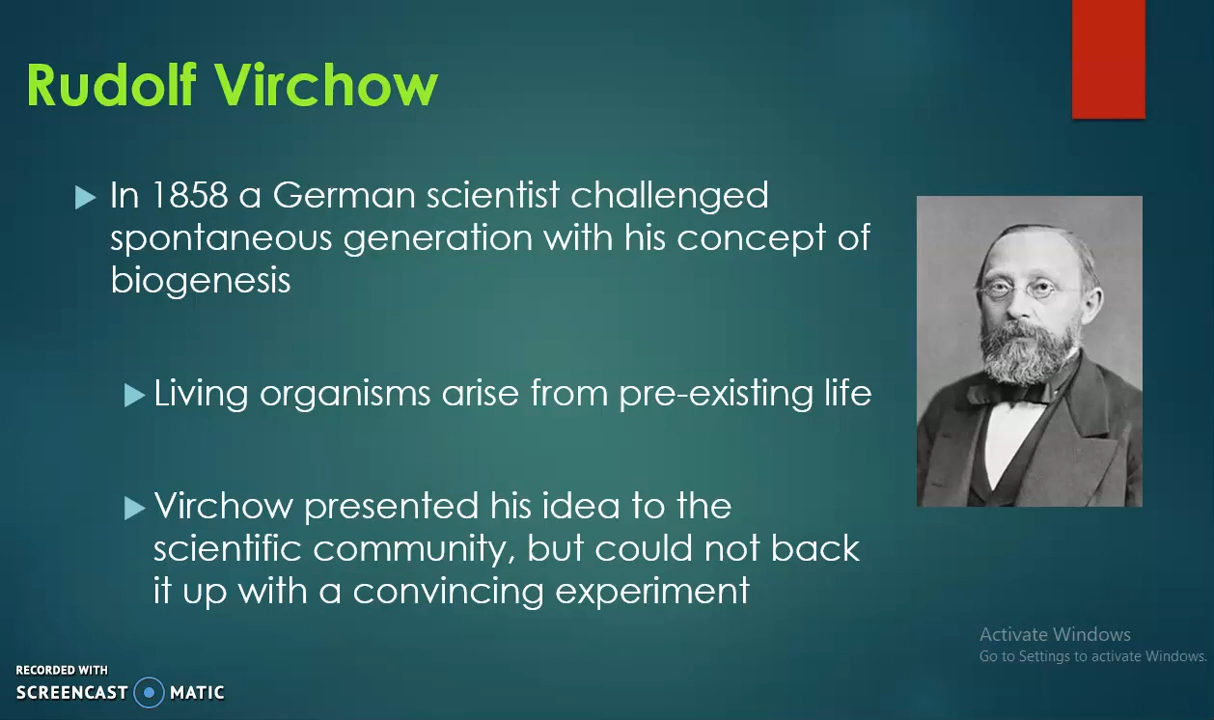 Rudolf Virchow
In 1858 a German scientist challenged
spontaneous generation with his concept of
biogenesis
Living organisms arise from pre-existing life
Virchow presented his idea to the
scientific community, but could not back
it up with a convincing experiment
Activate Windows
Go to Settings to activate Windows.
RECORDED WITH
SCREENCAST MATIC